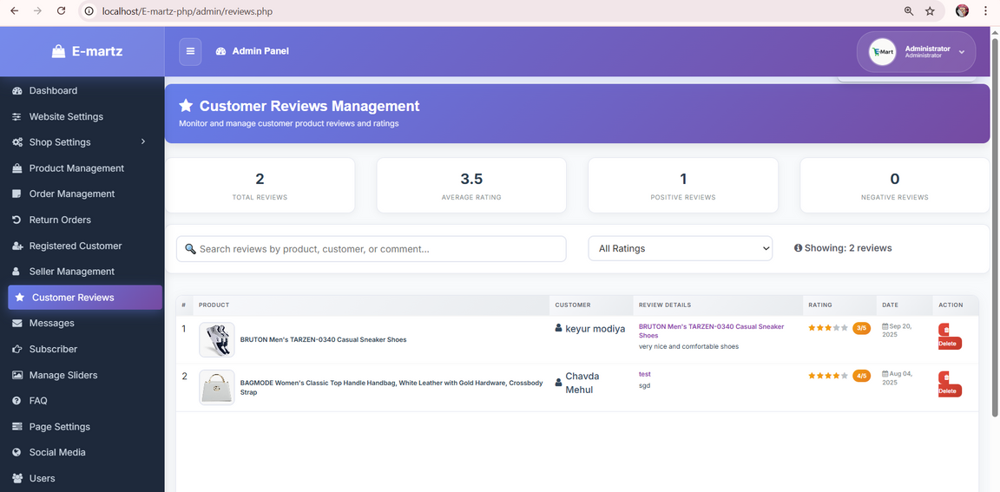 localhost/E-martz-php/admin/reviews.php
E-martz
Admin Panel
E-Mart
Administrator
Administrator
Dashboard
Website Settings
Shop Settings
Product Management
Order Management
Return Orders
Registered Customer
Seller Management
Customer Reviews
Messages
Subscriber
Manage Sliders
FAQ
Page Settings
Social Media
Users
Customer Reviews Management
Monitor and manage customer product reviews and ratings
2
TOTAL REVIEWS
3.5
AVERAGE RATING
1
POSITIVE REVIEWS
0
NEGATIVE REVIEWS
Search reviews by product, customer, or comment...
All Ratings
Showing: 2 reviews
# PRODUCT CUSTOMER REVIEW DETAILS RATING DATE ACTION
1
BRUTON Men's TARZEN-0340 Casual Sneaker Shoes
keyur modiya
BRUTON Men's TARZEN-0340 Casual Sneaker
Shoes
very nice and comfortable shoes
3/5
Sep 20,
2025
Delete
2
BAGMODE Women's Classic Top Handle Handbag, White Leather with Gold Hardware, Crossbody
Strap
Chavda
Mehul
test
sgd
4/5
Aug 04,
2025
Delete